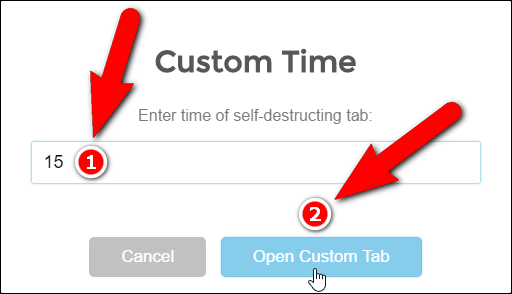 Custom Time
Enter time of self-destructing tab:
15 1
2
Cancel Open Custom Tab